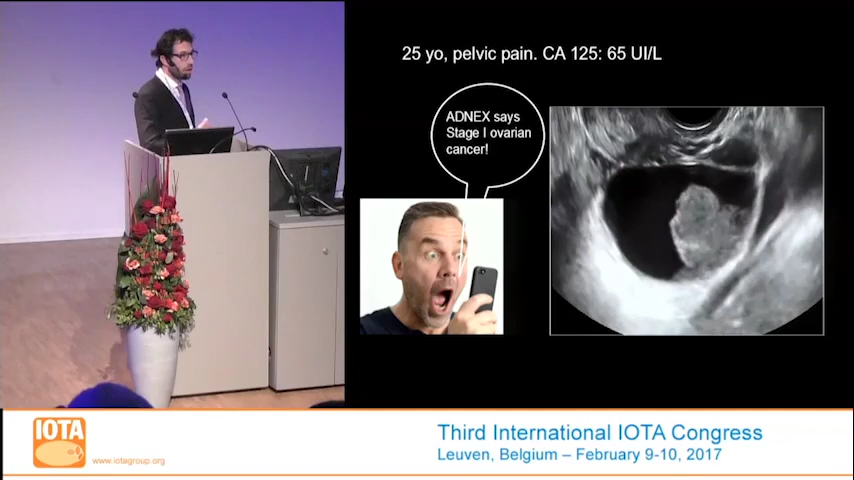 25 yo, pelvic pain. CA 125: 65 UI/L
ADNEX says
Stage I ovarian
cancer!
IOTA
www.iotagroup.org
Third International IOTA Congress
Leuven, Belgium – February 9-10, 2017